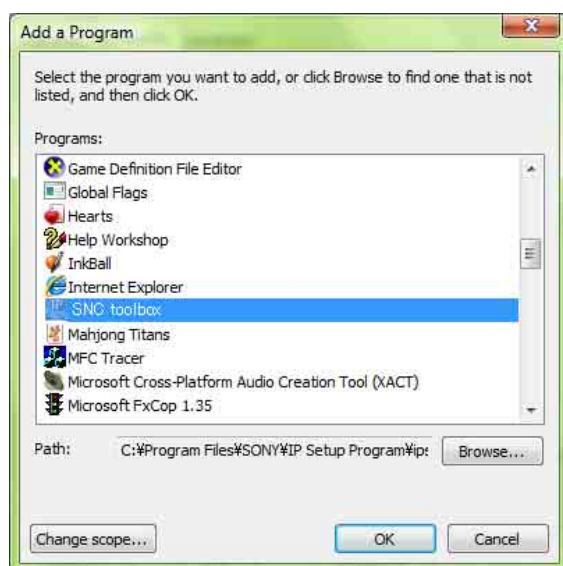 Add a Program
Select the program you want to add, or click Browse to find one that is not
listed, and then click OK.
Programs:
Game Definition File Editor
Global Flags
Hearts
Help Workshop
InkBall
Internet Explorer
SNC toolbox
Mahjong Titans
MFC Tracer
Microsoft Cross-Platform Audio Creation Tool (XACT)
Microsoft FxCop 1.35
Path: C:¥Program Files¥SONY¥IP Setup Program¥ips
Browse...
Change scope... OK Cancel